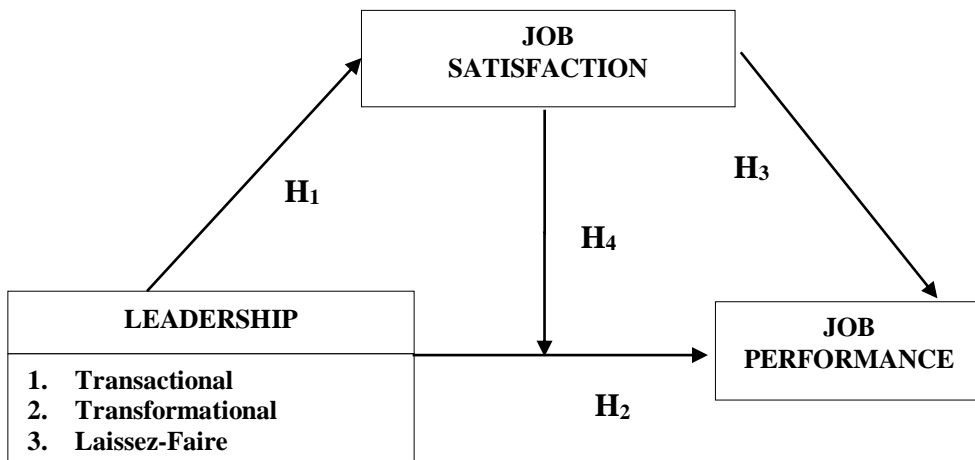 JOB
SATISFACTION
H1
H3
H4
LEADERSHIP
1. Transactional
2. Transformational
3. Laissez-Faire
JOB
PERFORMANCE
H2